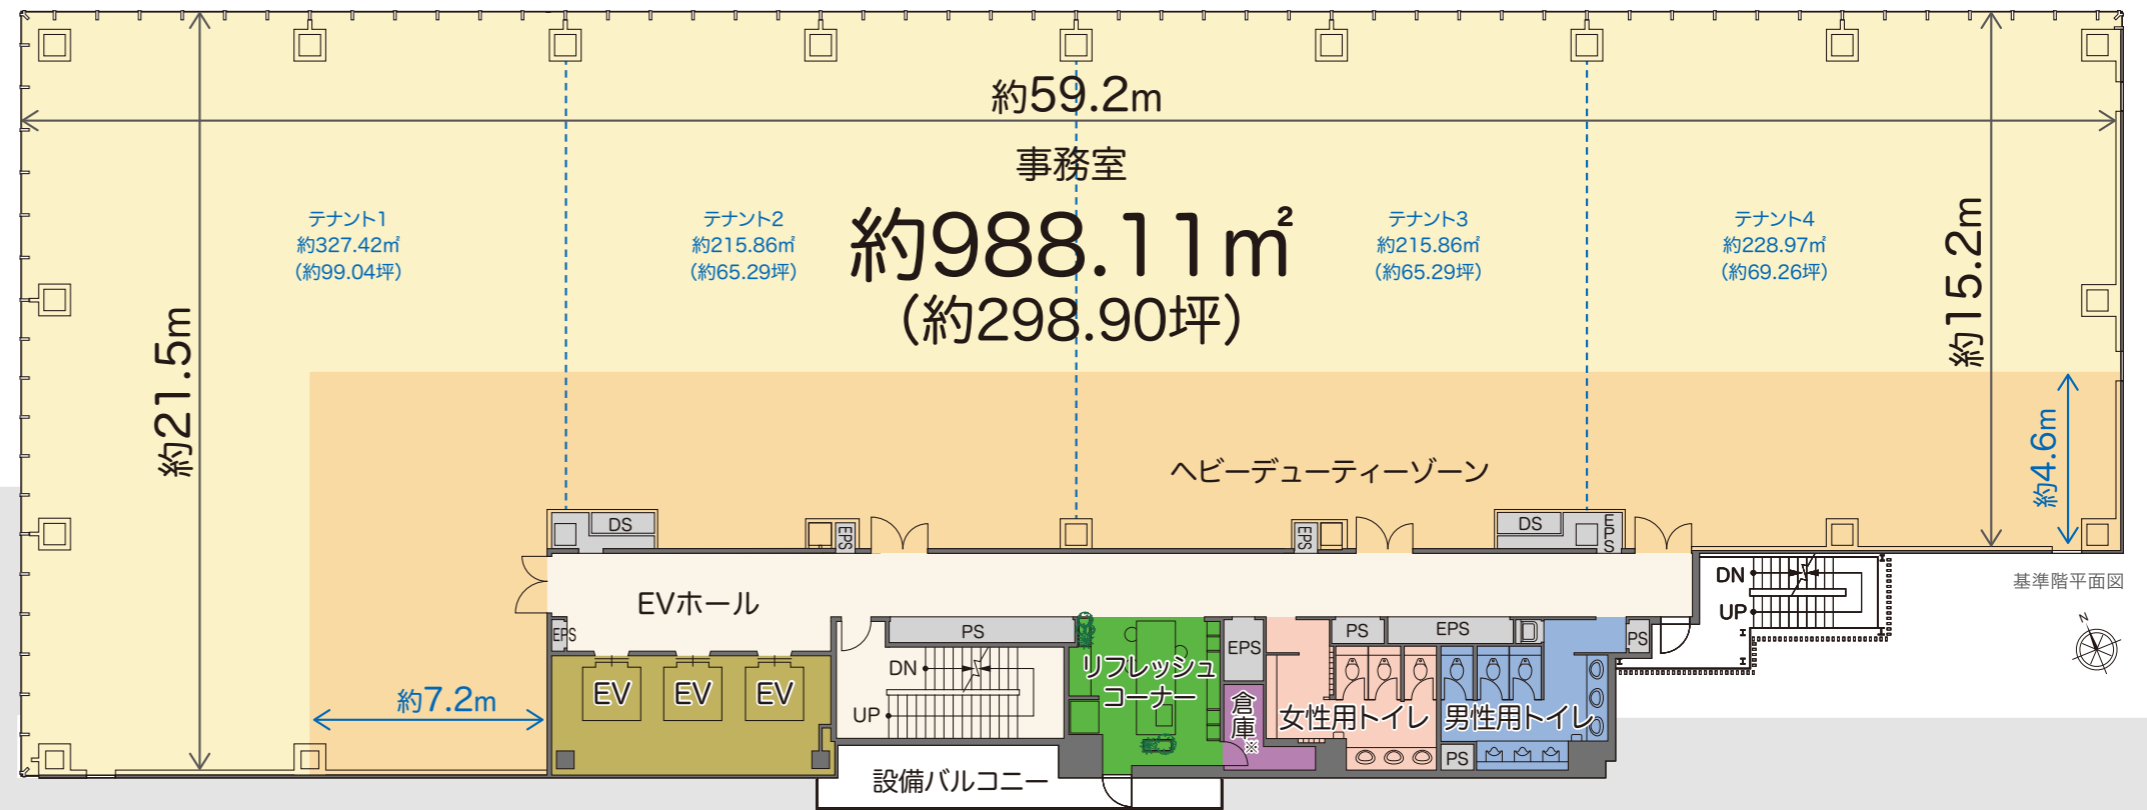 約59.2m
事務室
約988.11㎡
（約298.90坪）
テナント1
約327.42㎡
（約99.04坪）
テナント2
約215.86㎡
（約65.29坪）
テナント3
約215.86㎡
（約65.29坪）
テナント4
約228.97㎡
（約69.26坪）
約21.5m
約15.2m
約4.6m
ヘビーデューティーゾーン
DS
EPS
EPS
DS
EPS
EVホール
EPS
PS
EPS
PS
EPS
PS
DN
UP
基準階平面図
N
約7.2m
EV
EV
EV
DN
UP
リフレッシュ
コーナー
倉庫※
女性用トイレ
男性用トイレ
PS
設備バルコニー